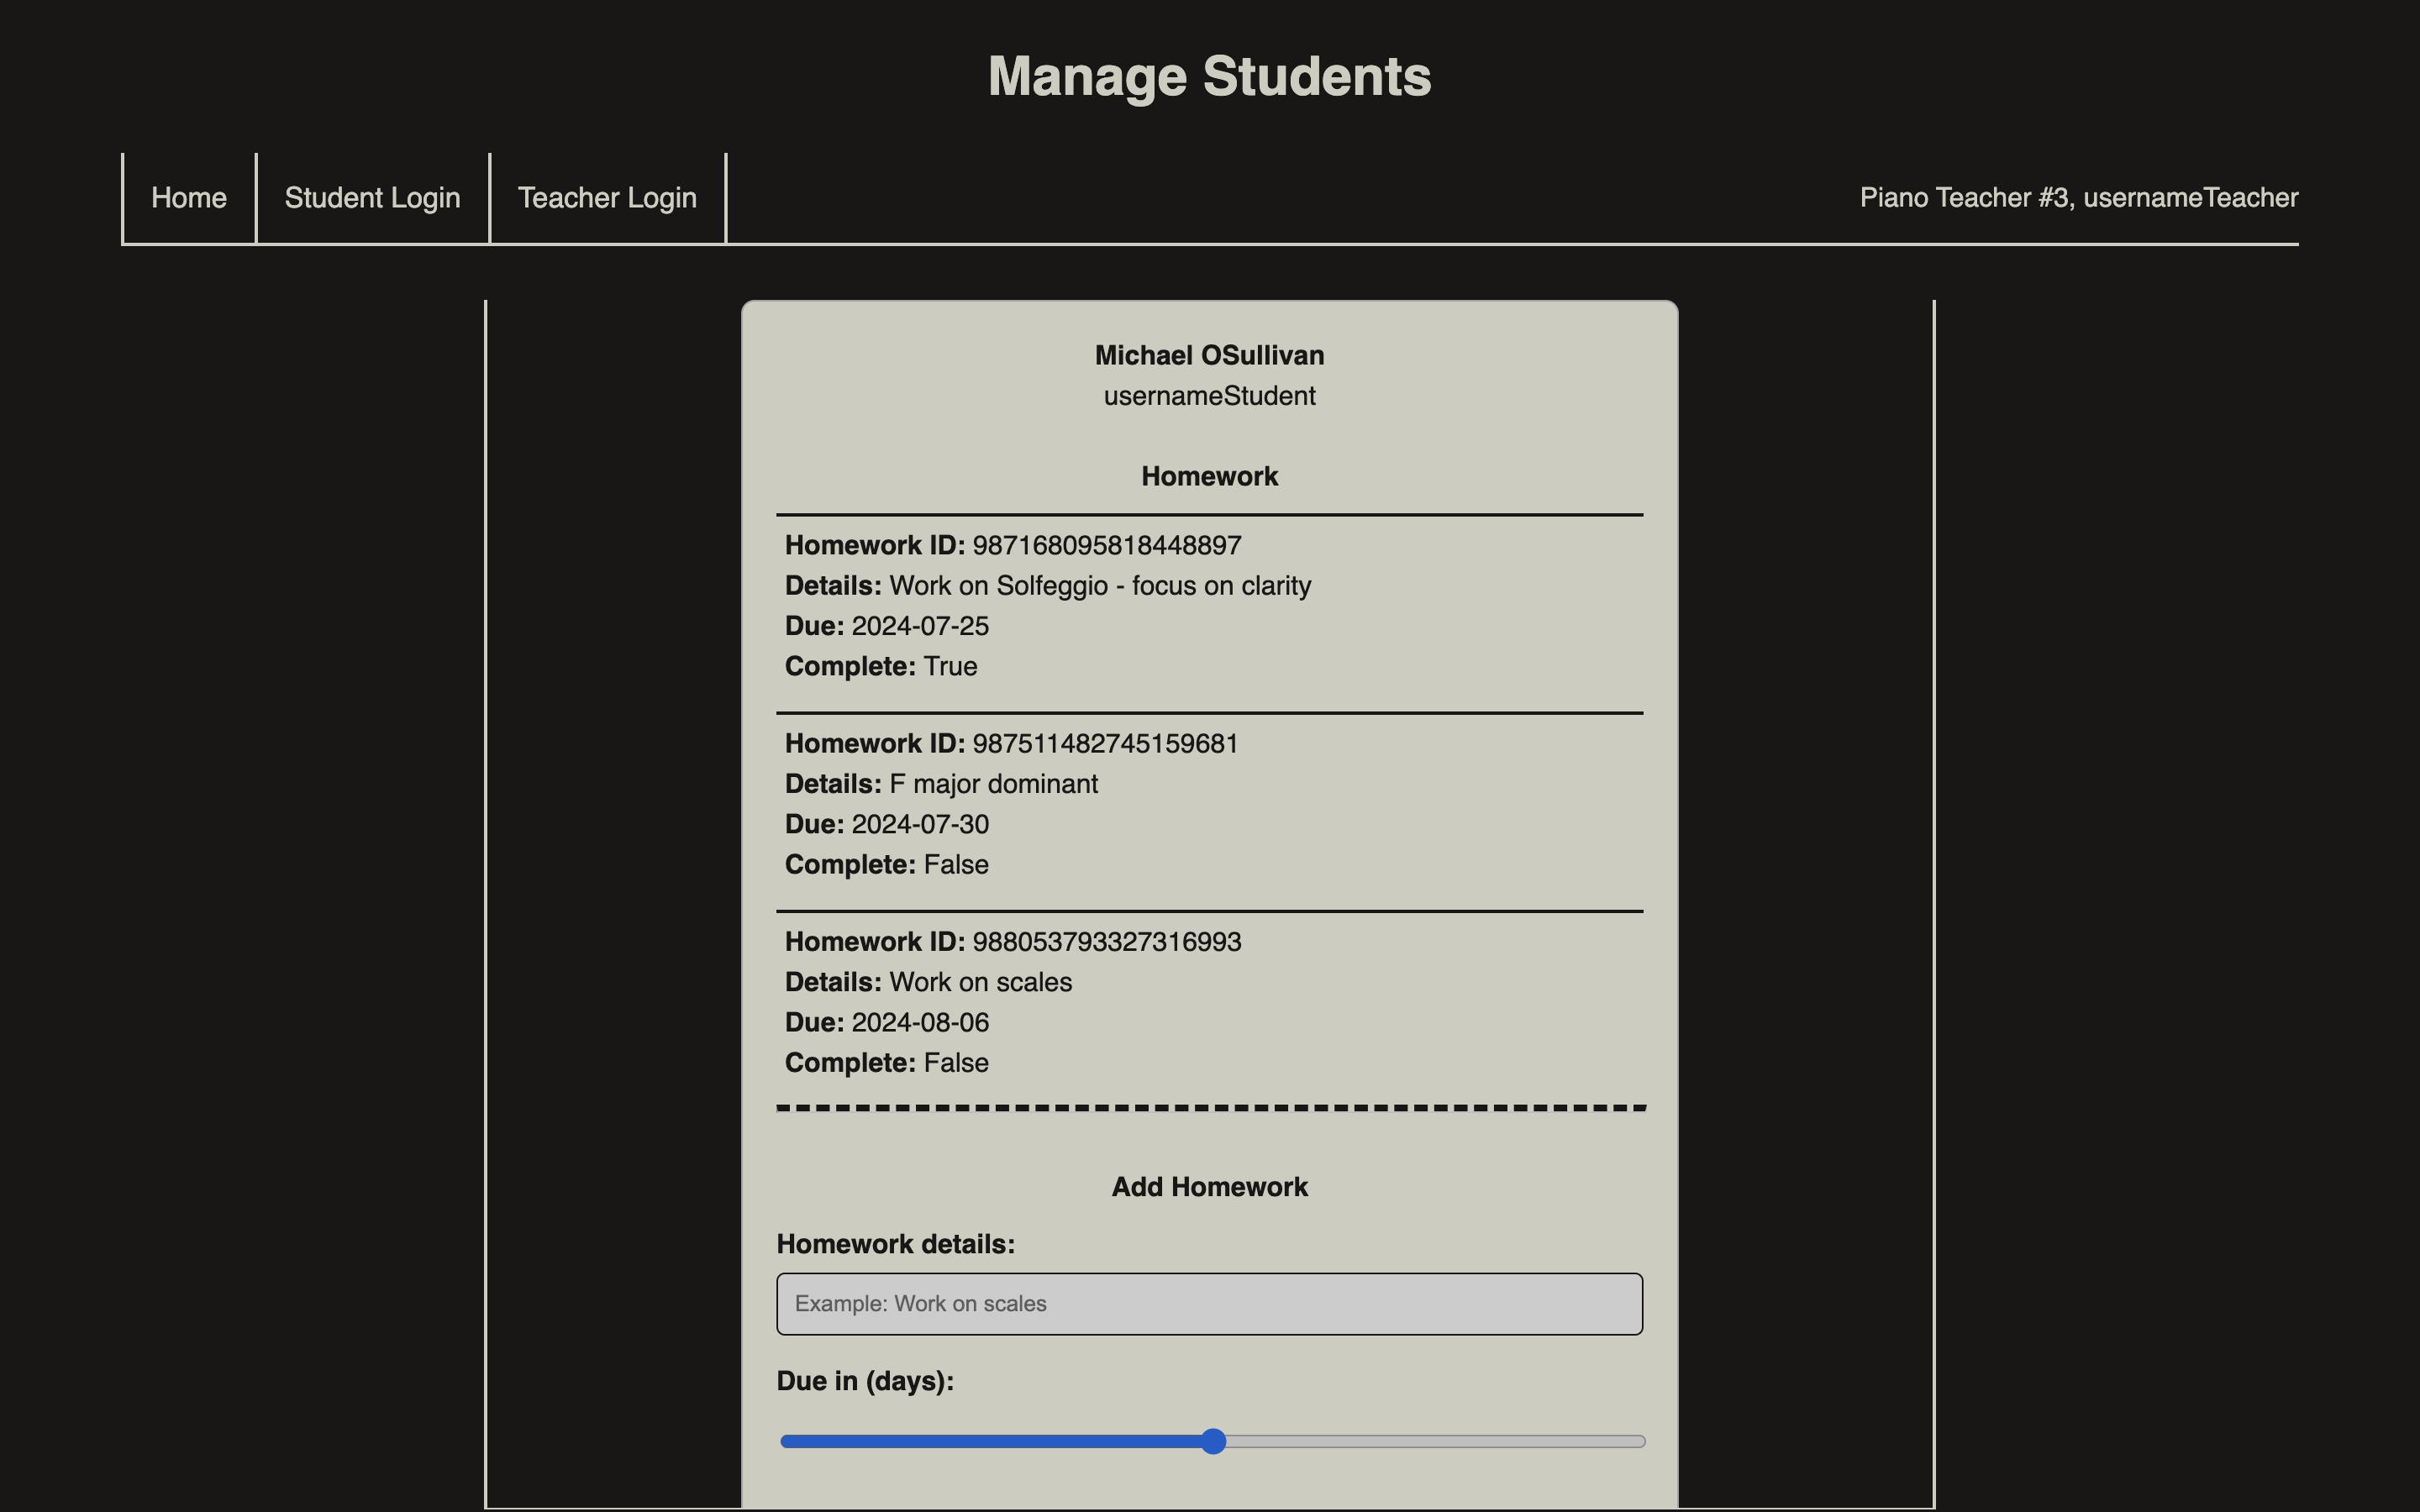 Manage Students
Home
Student Login
Teacher Login
Piano Teacher #3, usernameTeacher
Michael OSullivan
usernameStudent
Homework
Homework ID: 987168095818448897
Details: Work on Solfeggio - focus on clarity
Due: 2024-07-25
Complete: True
Homework ID: 987511482745159681
Details: F major dominant
Due: 2024-07-30
Complete: False
Homework ID: 988053793327316993
Details: Work on scales
Due: 2024-08-06
Complete: False
Add Homework
Homework details:
Example: Work on scales
Due in (days):